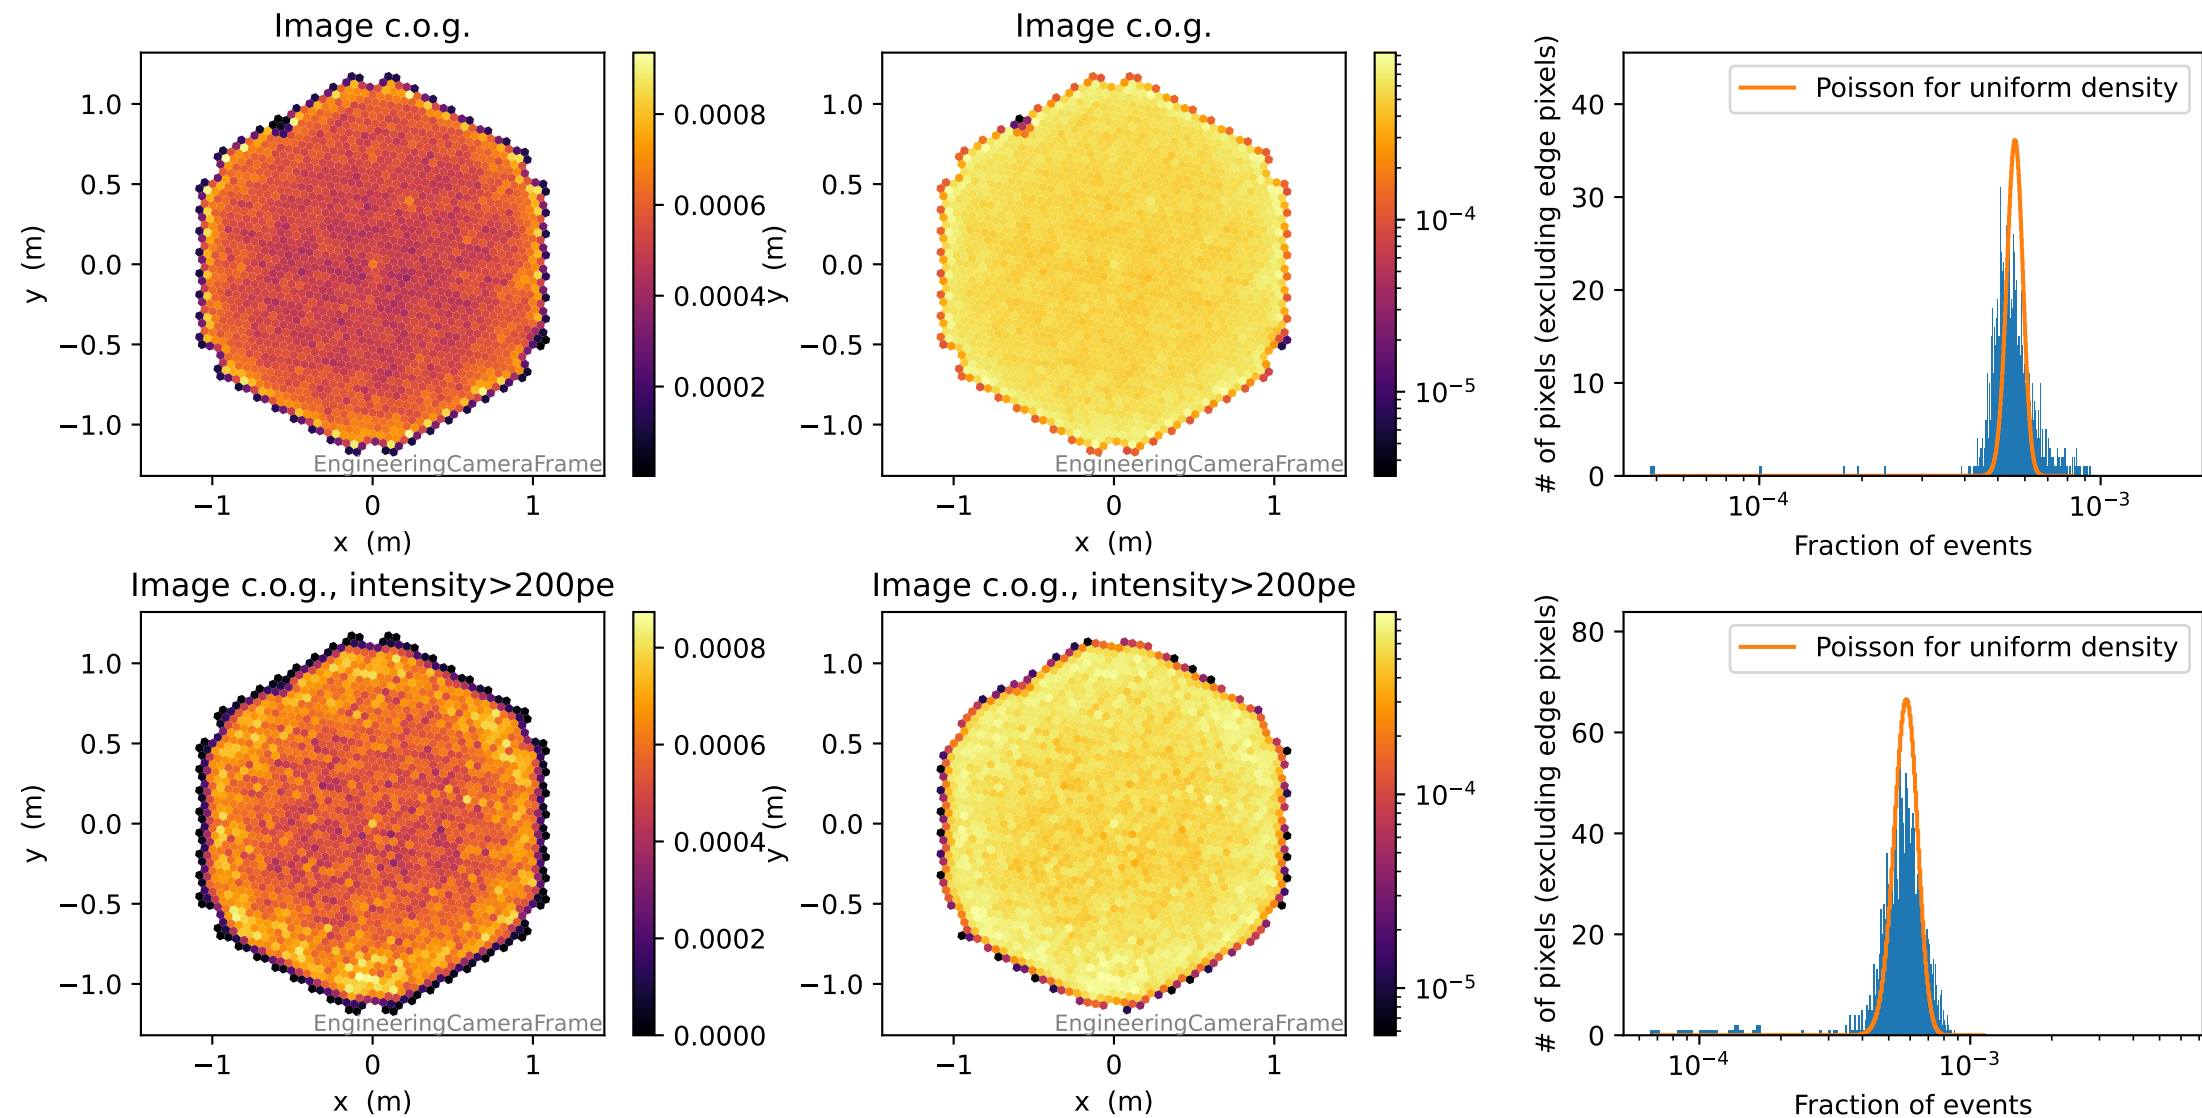 Image c.o.g.
1.0
0.5
0.0
−0.5
−1.0
y (m)
−1
0
1
x (m)
EngineeringCameraFrame
0.0008
0.0006
0.0004
0.0002
Image c.o.g.
1.0
0.5
0.0
−0.5
−1.0
y (m)
−1
0
1
x (m)
EngineeringCameraFrame
10⁻⁴
10⁻⁵
# of pixels (excluding edge pixels)
40
30
20
10
0
Poisson for uniform density
10⁻⁴
10⁻³
Fraction of events
Image c.o.g., intensity>200pe
1.0
0.5
0.0
−0.5
−1.0
y (m)
−1
0
1
x (m)
EngineeringCameraFrame
0.0008
0.0006
0.0004
0.0002
0.0000
Image c.o.g., intensity>200pe
1.0
0.5
0.0
−0.5
−1.0
y (m)
−1
0
1
x (m)
EngineeringCameraFrame
10⁻⁴
10⁻⁵
# of pixels (excluding edge pixels)
80
60
40
20
0
Poisson for uniform density
10⁻⁴
10⁻³
Fraction of events